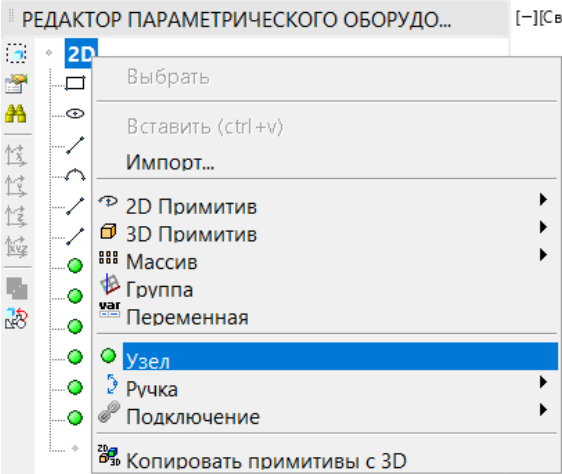 РЕДАКТОР ПАРАМЕТРИЧЕСКОГО ОБОРУДО...
[−][Св
2D
Выбрать
Вставить (ctrl+v)
Импорт...
2D Примитив
3D Примитив
Массив
Группа
var Переменная
Узел
Ручка
Подключение
Копировать примитивы с 3D